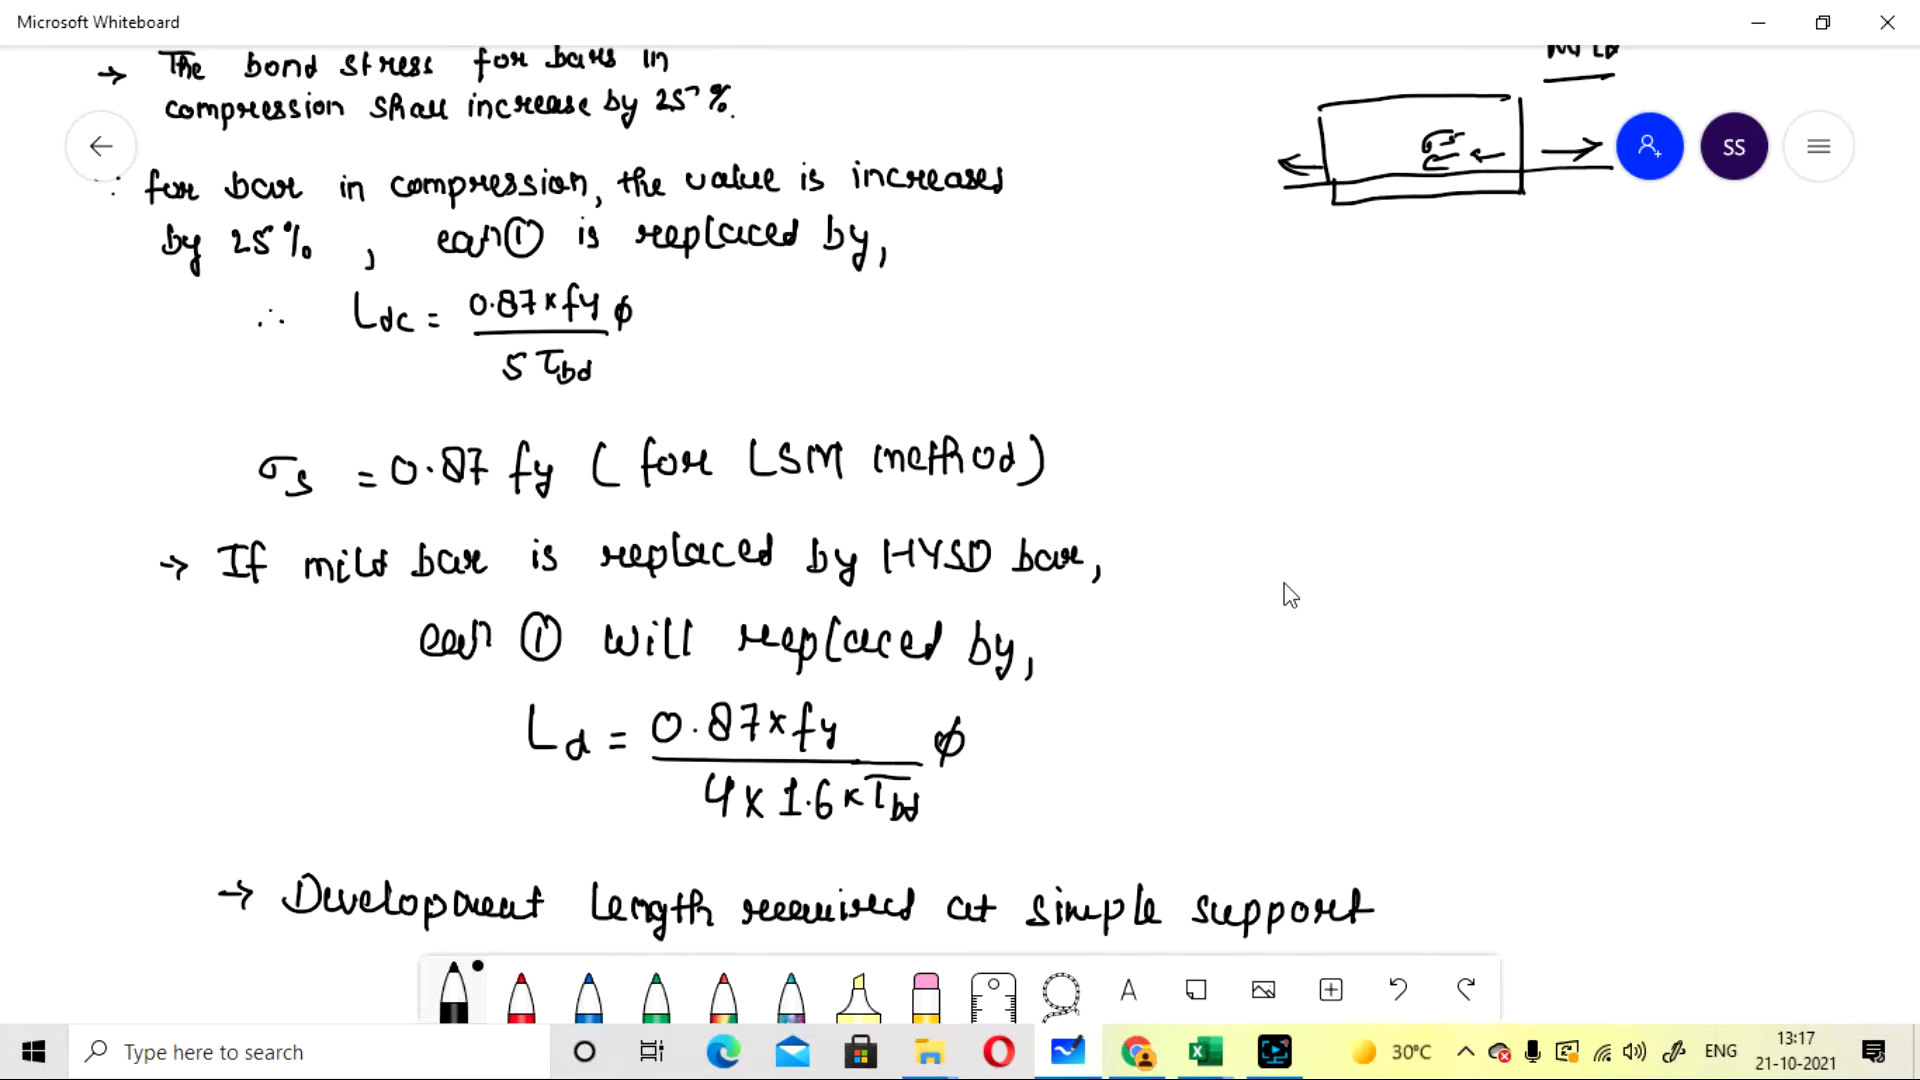 Microsoft Whiteboard
→ The bond stress for bars in
compression shall increase by 25%.
for bar in compression, the value is increased
by 25%, eqn ① is replaced by,
∴ Ldc = 0.87×fy ϕ
5 τbd
σs = 0.87 fy (for LSM method)
→ If mild bar is replaced by HYSD bar,
eqn ① will replaced by,
Ld = 0.87×fy ϕ
4×1.6×τbd
→ Development length required at simple support
σs
SS
A
Type here to search
30°C
ENG
13:17
21-10-2021